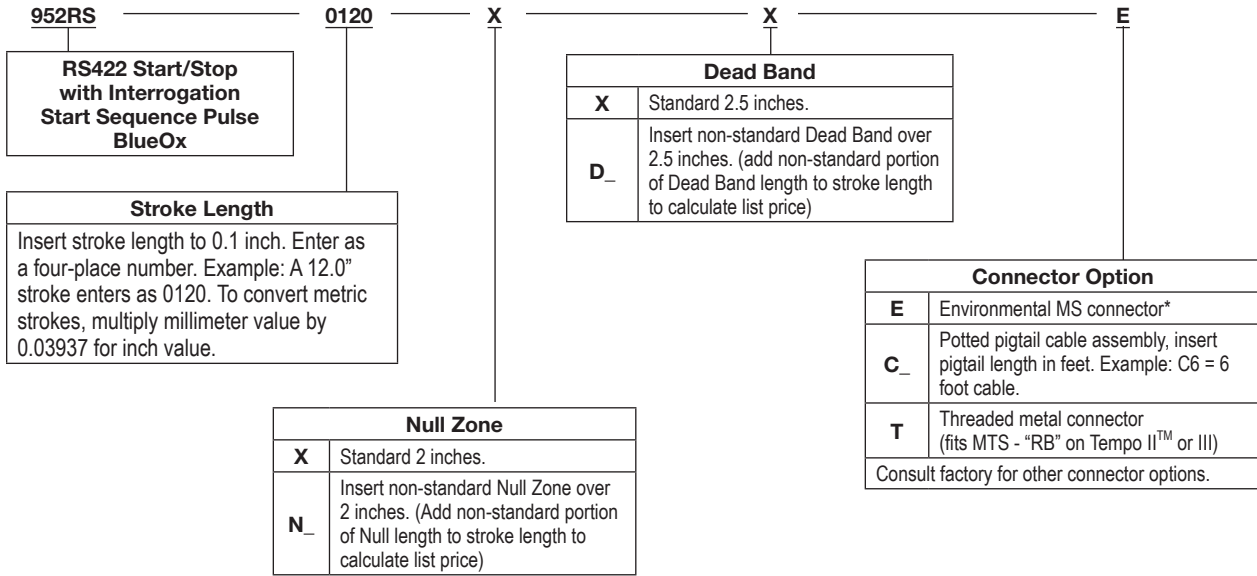 952RS 0120 X X E
RS422 Start/Stop
with Interrogation
Start Sequence Pulse
BlueOx
Stroke Length
Insert stroke length to 0.1 inch. Enter as
a four-place number. Example: A 12.0”
stroke enters as 0120. To convert metric
strokes, multiply millimeter value by
0.03937 for inch value.
Null Zone
X Standard 2 inches.
Insert non-standard Null Zone over
2 inches. (Add non-standard portion
N_ of Null length to stroke length to
calculate list price)
Dead Band
X Standard 2.5 inches.
Insert non-standard Dead Band over
2.5 inches. (add non-standard portion
D_ of Dead Band length to stroke length
to calculate list price)
Connector Option
E Environmental MS connector*
Potted pigtail cable assembly, insert
C_ pigtail length in feet. Example: C6 = 6
foot cable.
T Threaded metal connector
(fits MTS - “RB” on Tempo II™ or III)
Consult factory for other connector options.